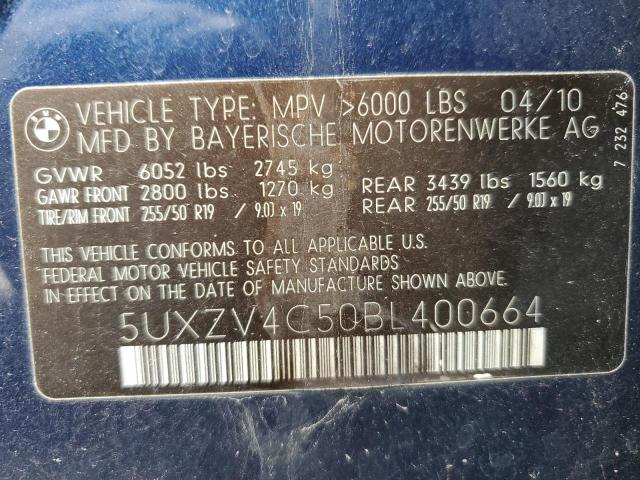 BMW
VEHICLE TYPE: MPV >6000 LBS 04/10
MFD BY BAYERISCHE MOTORENWERKE AG
GVWR 6052 lbs 2745 kg
GAWR FRONT 2800 lbs 1270 kg REAR 3439 lbs 1560 kg
TIRE/RIM FRONT 255/50 R19 / 9.0J x 19 REAR 255/50 R19 / 9.0J x 19
THIS VEHICLE CONFORMS TO ALL APPLICABLE U.S.
FEDERAL MOTOR VEHICLE SAFETY STANDARDS
IN EFFECT ON THE DATE OF MANUFACTURE SHOWN ABOVE.
5UXZV4C50BL400664
7 232 476